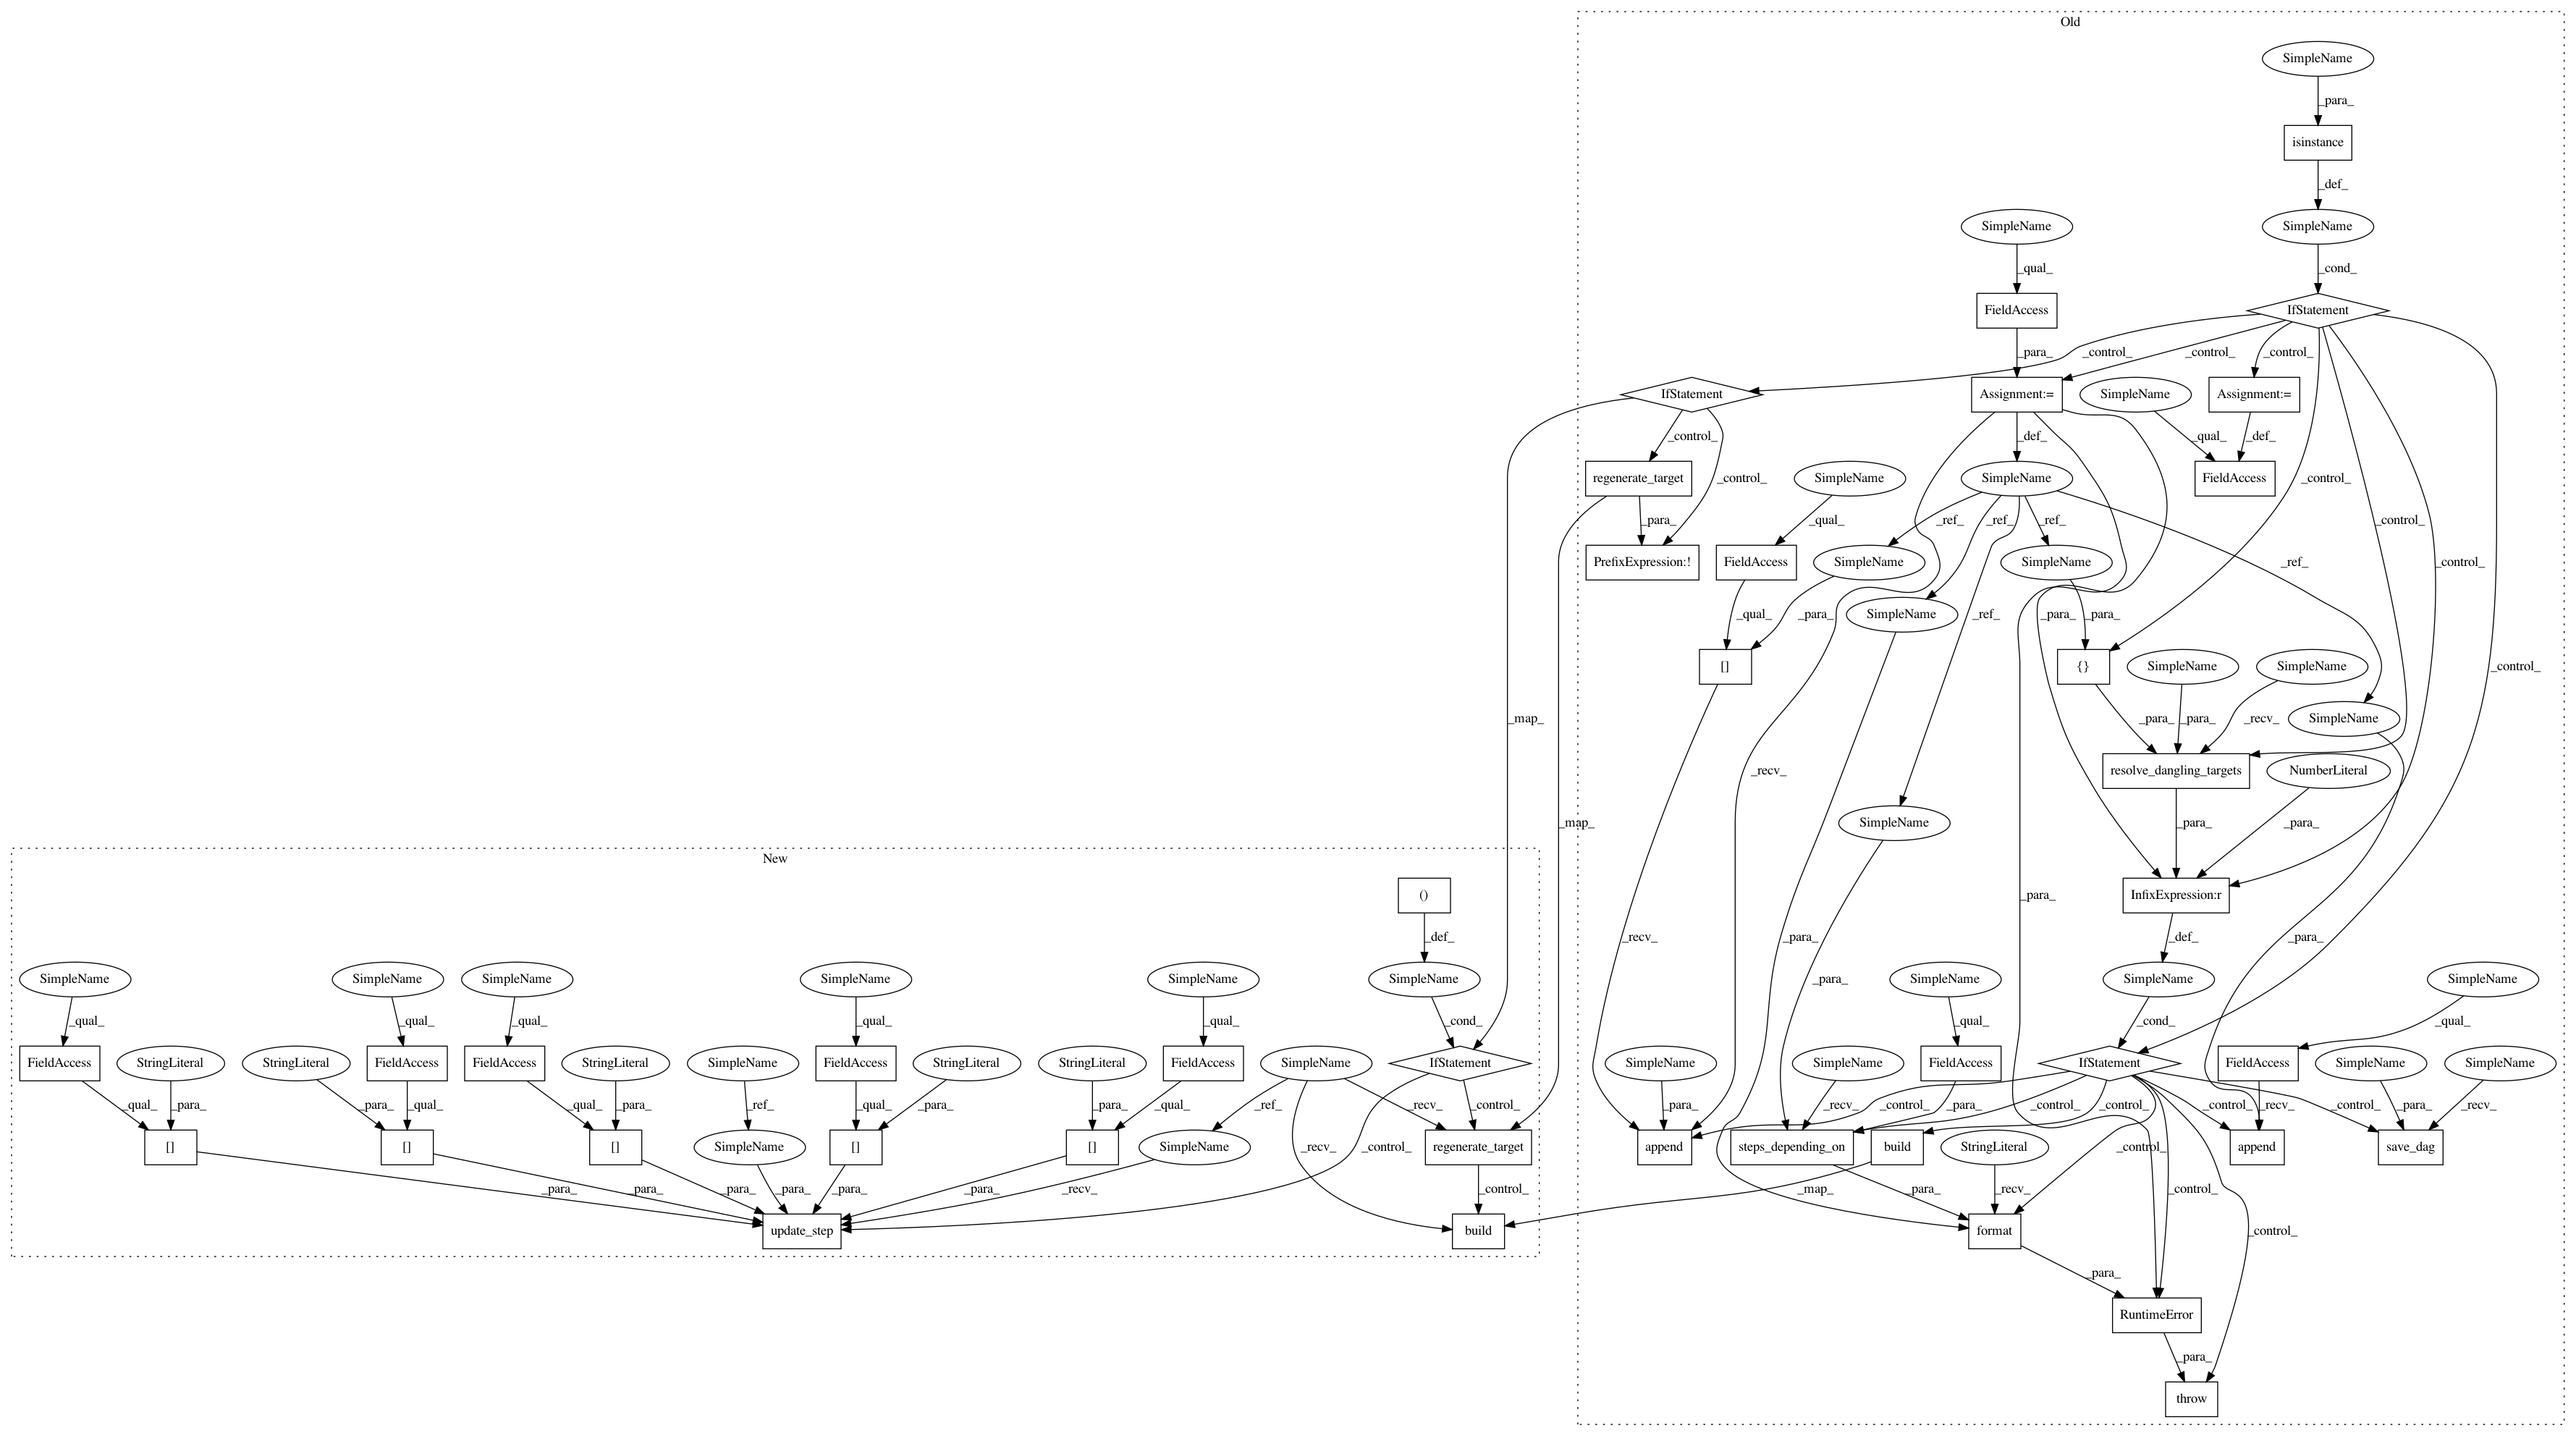 Old
SimpleName
_para_
isinstance
_def_
SimpleName SimpleName
_qual_ _cond_
FieldAccess IfStatement
_para_ _control_ _control_ _control_
IfStatement Assignment:= SimpleName Assignment:=
_control_ _def_ _qual_ _def_
regenerate_target _control_ SimpleName SimpleName FieldAccess _control_
_para_ _qual_ _ref_ _ref_ _ref_ _control_
PrefixExpression:! FieldAccess SimpleName SimpleName _ref_ _control_
_qual_ _para_ SimpleName _ref_ _para_ _para_
[] {} SimpleName SimpleName _control_
_map_ _para_ _para_ _recv_ SimpleName
_recv_ resolve_dangling_targets NumberLiteral
_map_ SimpleName _para_ _para_
New
() _para_ InfixExpression:r
_def_ _recv_ _para_ _def_ _para_
SimpleName SimpleName SimpleName SimpleName SimpleName SimpleName _para_ SimpleName SimpleName SimpleName
_qual_ _qual_ _qual_ _qual_ _qual_ _cond_ _qual_ _cond_ _qual_
FieldAccess StringLiteral StringLiteral FieldAccess FieldAccess StringLiteral SimpleName FieldAccess StringLiteral StringLiteral FieldAccess SimpleName IfStatement SimpleName SimpleName FieldAccess IfStatement FieldAccess SimpleName SimpleName
_qual_ _para_ _para_ _qual_ _qual_ _para_ _ref_ _qual_ _para_ _para_ _qual_ _ref_ _recv_ _control_ _para_ _control_ _recv_ _para_ _control_ _control_ _control_ _recv_ _control_ _para_ _recv_
[] [] [] SimpleName [] [] SimpleName _recv_ _control_ regenerate_target append steps_depending_on build StringLiteral _control_ append save_dag
_para_ _para_ _para_ _para_ _para_ _para_ _recv_ _control_ _map_ _para_ _recv_ _control_
update_step build format _control_
_para_
RuntimeError
_para_
throw